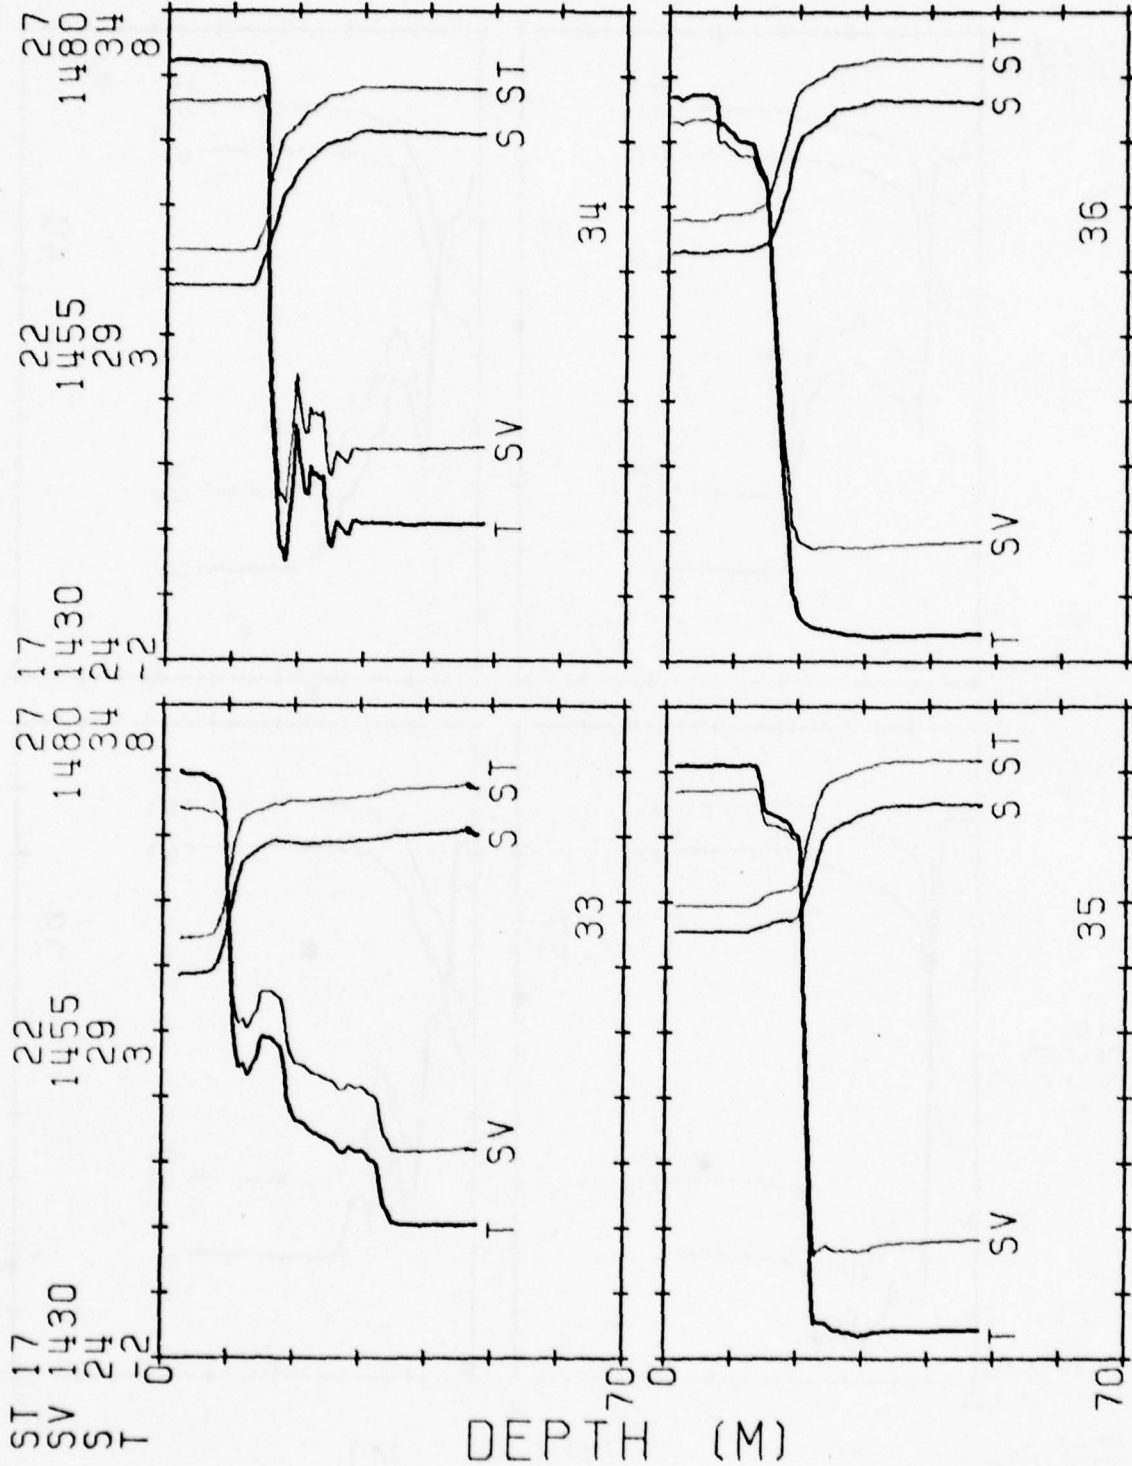 ST 17 22 27 17 22 27
SV 1430 1455 1480 1430 1455 1480
S 24 29 34 24 29 34
T -2 3 8 -2 3 8
0
T SV S ST
T SV S ST
70
33
34
0
T SV S ST
T SV S ST
70
35
36
DEPTH (M)